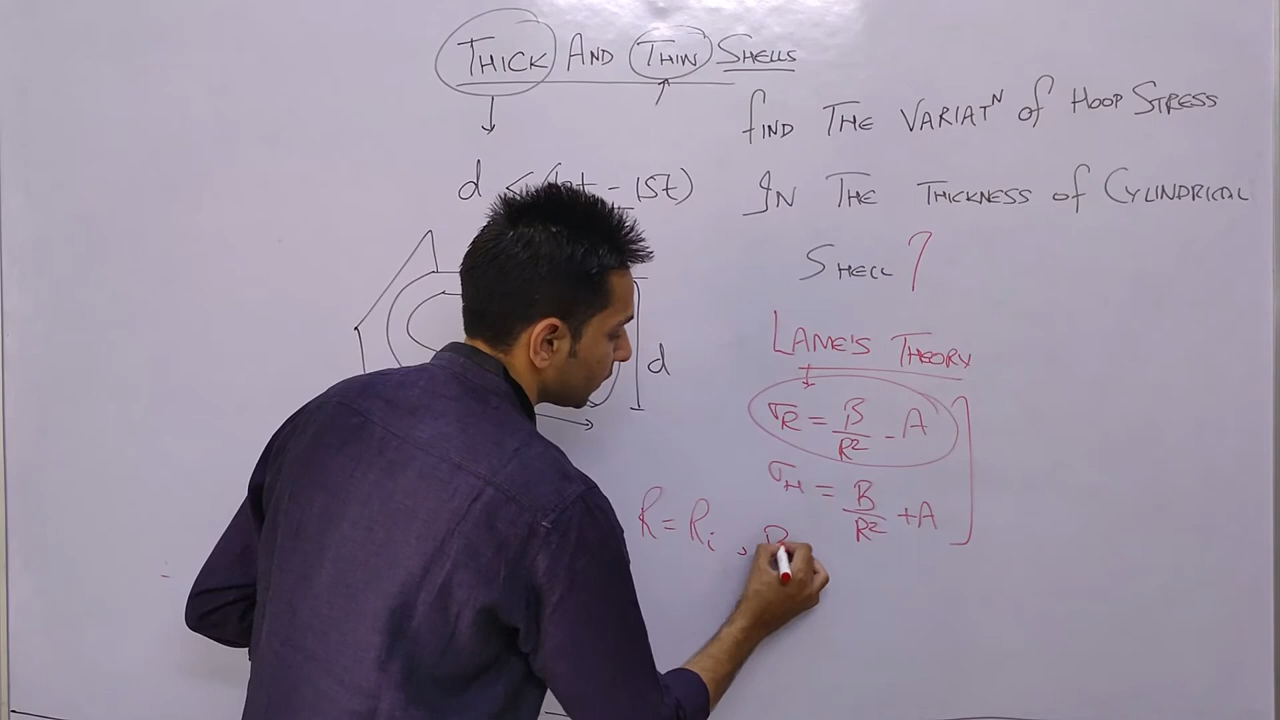 THICK AND THIN SHELLS
FIND THE VARIATᴺ of HOOP STRESS
IN THE THICKNESS of CYLINDRICAL
SHELL?
d < 15t)
d
LAME'S THEORY
σR = B/R² - A
σH = B/R² + A
R = Ri ,